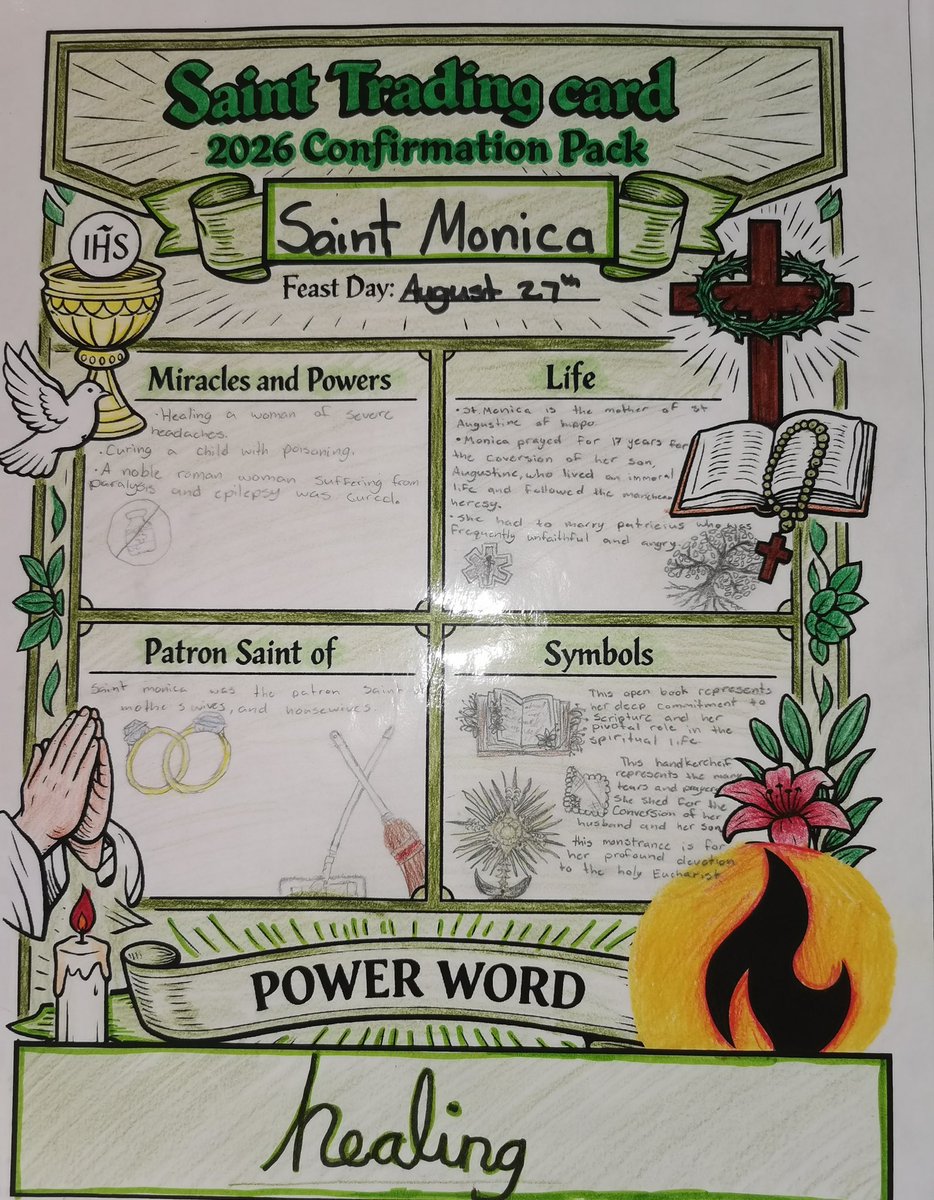 Saint Trading card
2026 Confirmation Pack
Saint Monica
Feast Day: August 27th
IHS
Miracles and Powers
• Healing a woman of severe
headaches.
• Curing a child with poisoning.
• A noble roman woman suffering from
paralysis and epilepsy was cured.
Life
• St. Monica is the mother of St
Augustine of hippo.
• Monica prayed for 17 years for
the coversion of her son,
Augustine, who lived an immoral
life and followed the
heresy.
• She had to marry patricius who was
frequently unfaithful and angry.
Patron Saint of
Saint monica was the patron saint
wives, and housewives.
Symbols
This open book represents
her deep commitment to
Scripture and her
pivotal role in the
spiritual life
This handkercheif
represents the many
tears and prayers
She shed for the
Conversion of her
husband and her son
this monstrance is for
her profound devotion
to the holy Eucharist
POWER WORD
healing